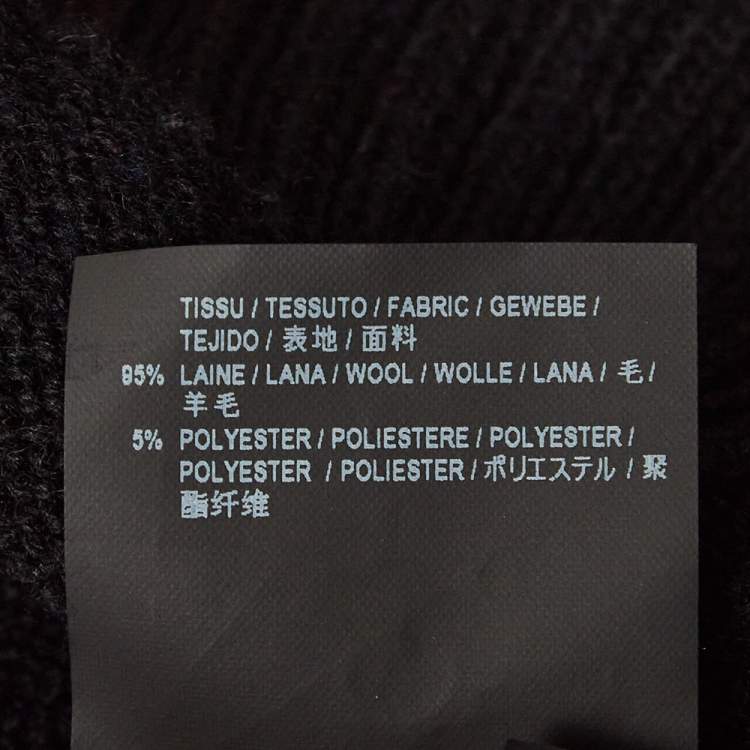 TISSU / TESSUTO / FABRIC / GEWEBE /
TEJIDO / 表地 / 面料
95% LAINE / LANA / WOOL / WOLLE / LANA / 毛 /
羊毛
5% POLYESTER / POLIESTERE / POLYESTER /
POLYESTER / POLIESTER / ポリエステル / 聚
酯纤维